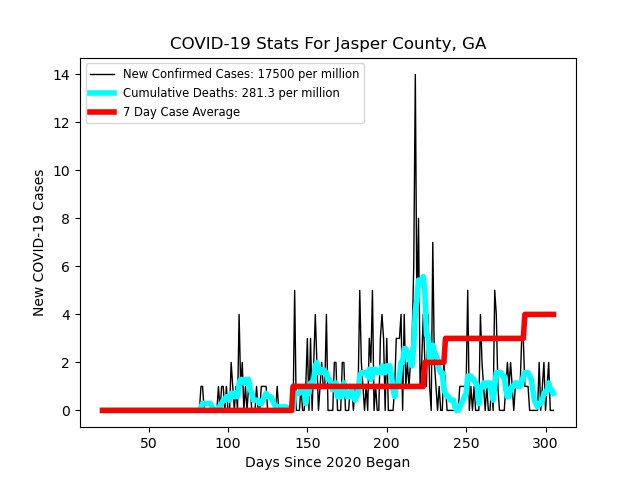 COVID-19 Stats For Jasper County, GA
New Confirmed Cases: 17500 per million
Cumulative Deaths: 281.3 per million
7 Day Case Average
New COVID-19 Cases
14
12
10
8
6
4
2
0
50 100 150 200 250 300
Days Since 2020 Began